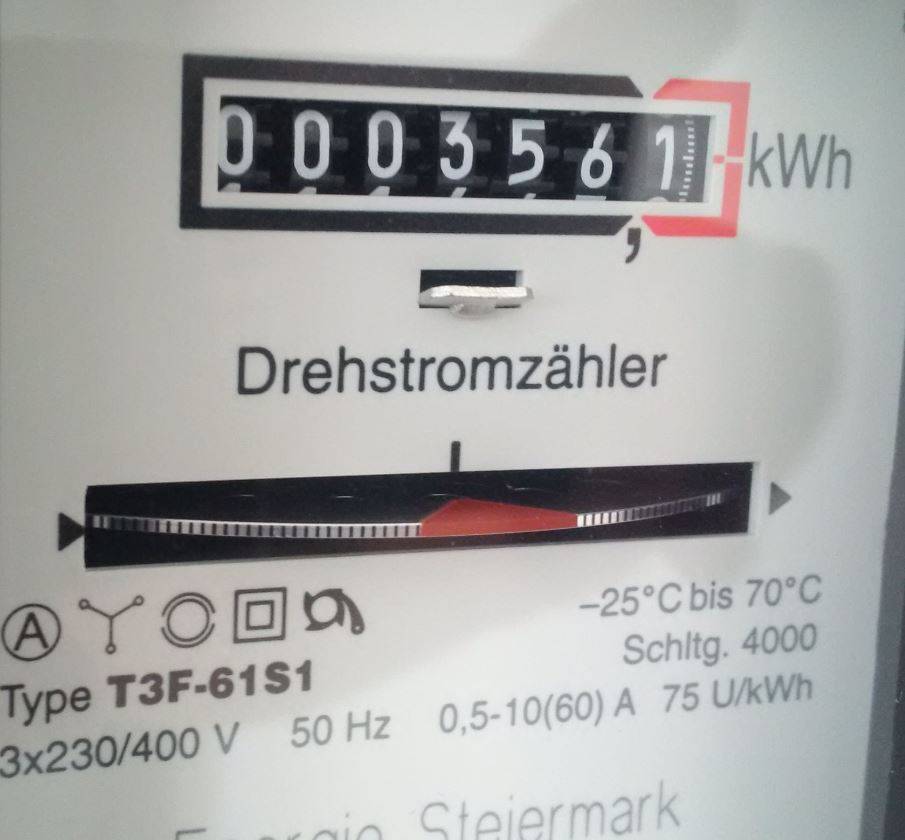 0003561 kWh
,
Drehstromzähler
A
–25°C bis 70°C
Schltg. 4000
Type T3F-61S1
3x230/400 V 50 Hz 0,5-10(60) A 75 U/kWh
Energie Steiermark